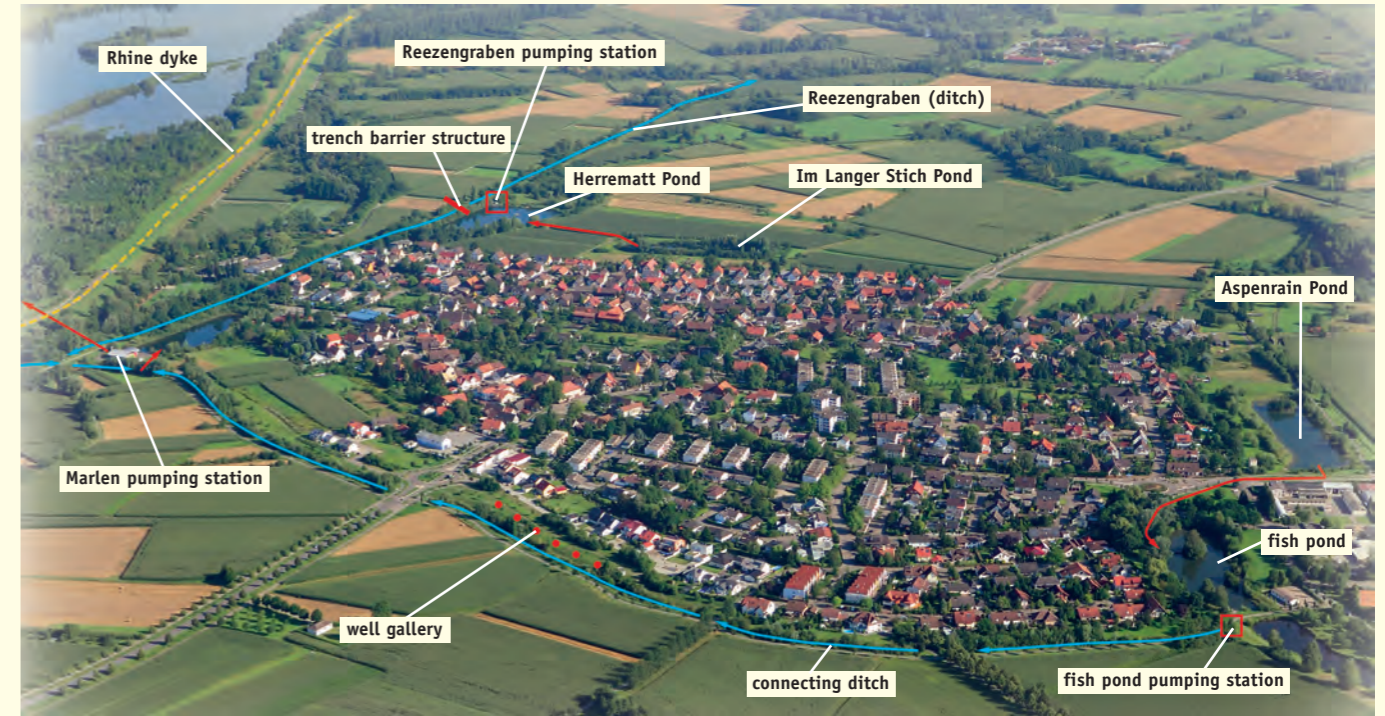 Rhine dyke
Reezengraben pumping station
Reezengraben (ditch)
trench barrier structure
Herrematt Pond
Im Langer Stich Pond
Aspenrain Pond
Marlen pumping station
fish pond
well gallery
connecting ditch
fish pond pumping station